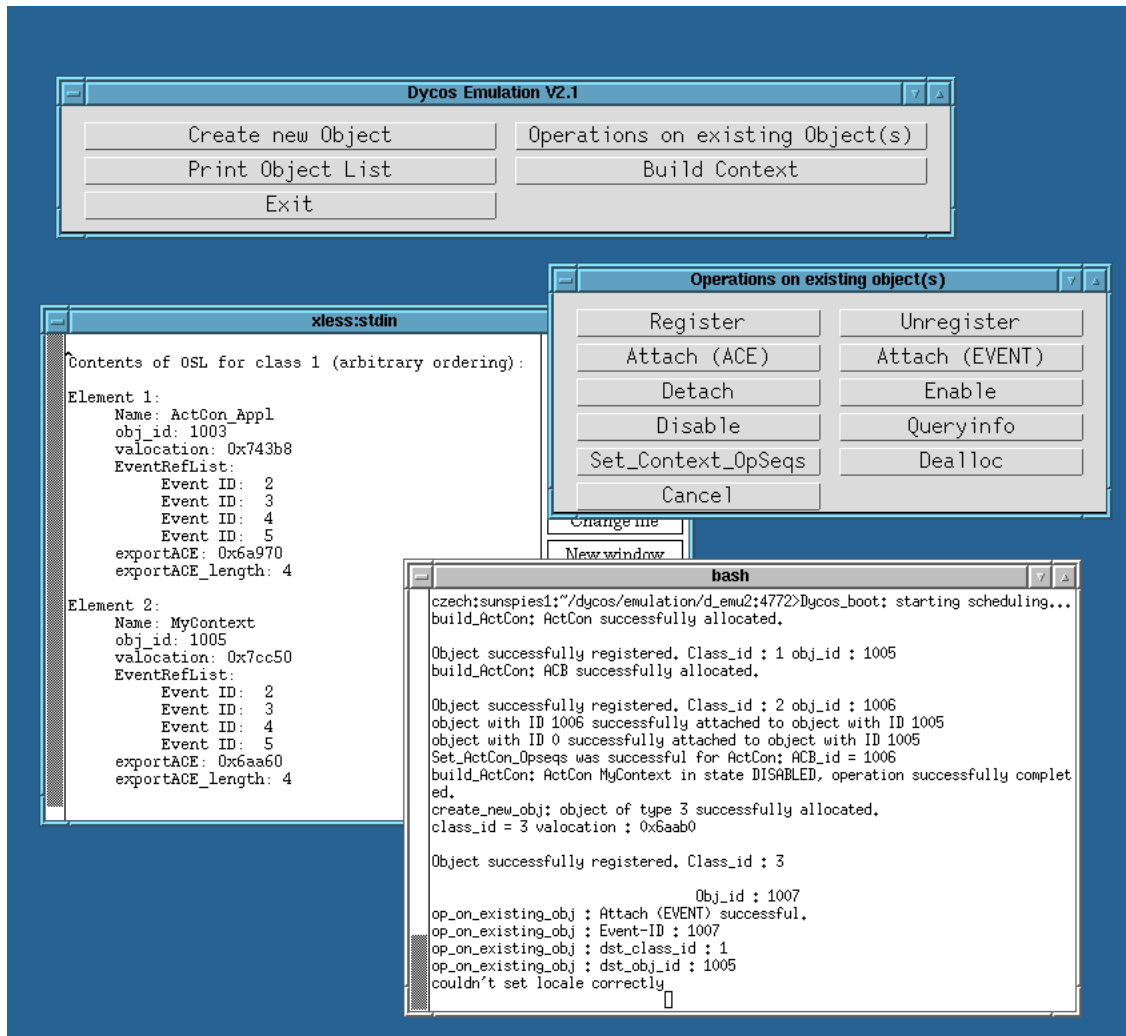 Dycos Emulation V2.1
Create new Object
Operations on existing Object(s)
Print Object List
Build Context
Exit
Operations on existing object(s)
Register
Unregister
Attach (ACE)
Attach (EVENT)
Detach
Enable
Disable
Queryinfo
Set_Context_OpSeqs
Dealloc
Cancel
xless:stdin
Contents of OSL for class 1 (arbitrary ordering):
Element 1:
Name: ActCon_Appl
obj_id: 1003
valocation: 0x743b8
EventRefList:
Event ID: 2
Event ID: 3
Event ID: 4
Event ID: 5
exportACE: 0x6a970
exportACE_length: 4
Element 2:
Name: MyContext
obj_id: 1005
valocation: 0x7cc50
EventRefList:
Event ID: 2
Event ID: 3
Event ID: 4
Event ID: 5
exportACE: 0x6aa60
exportACE_length: 4
Change file
New window
bash
czech:sunspies1:~/dycos/emulation/d_emu2:4772>Dycos_boot: starting scheduling...
build_ActCon: ActCon successfully allocated.
Object successfully registered. Class_id : 1 obj_id : 1005
build_ActCon: ACB successfully allocated.
Object successfully registered. Class_id : 2 obj_id : 1006
object with ID 1006 successfully attached to object with ID 1005
object with ID 0 successfully attached to object with ID 1005
Set_ActCon_Opseqs was successful for ActCon: ACB_id = 1006
build_ActCon: ActCon MyContext in state DISABLED, operation successfully complet
ed.
create_new_obj: object of type 3 successfully allocated.
class_id = 3 valocation : 0x6aab0
Object successfully registered. Class_id : 3
Obj_id : 1007
op_on_existing_obj : Attach (EVENT) successful.
op_on_existing_obj : Event-ID : 1007
op_on_existing_obj : dst_class_id : 1
op_on_existing_obj : dst_obj_id : 1005
couldn't set locale correctly